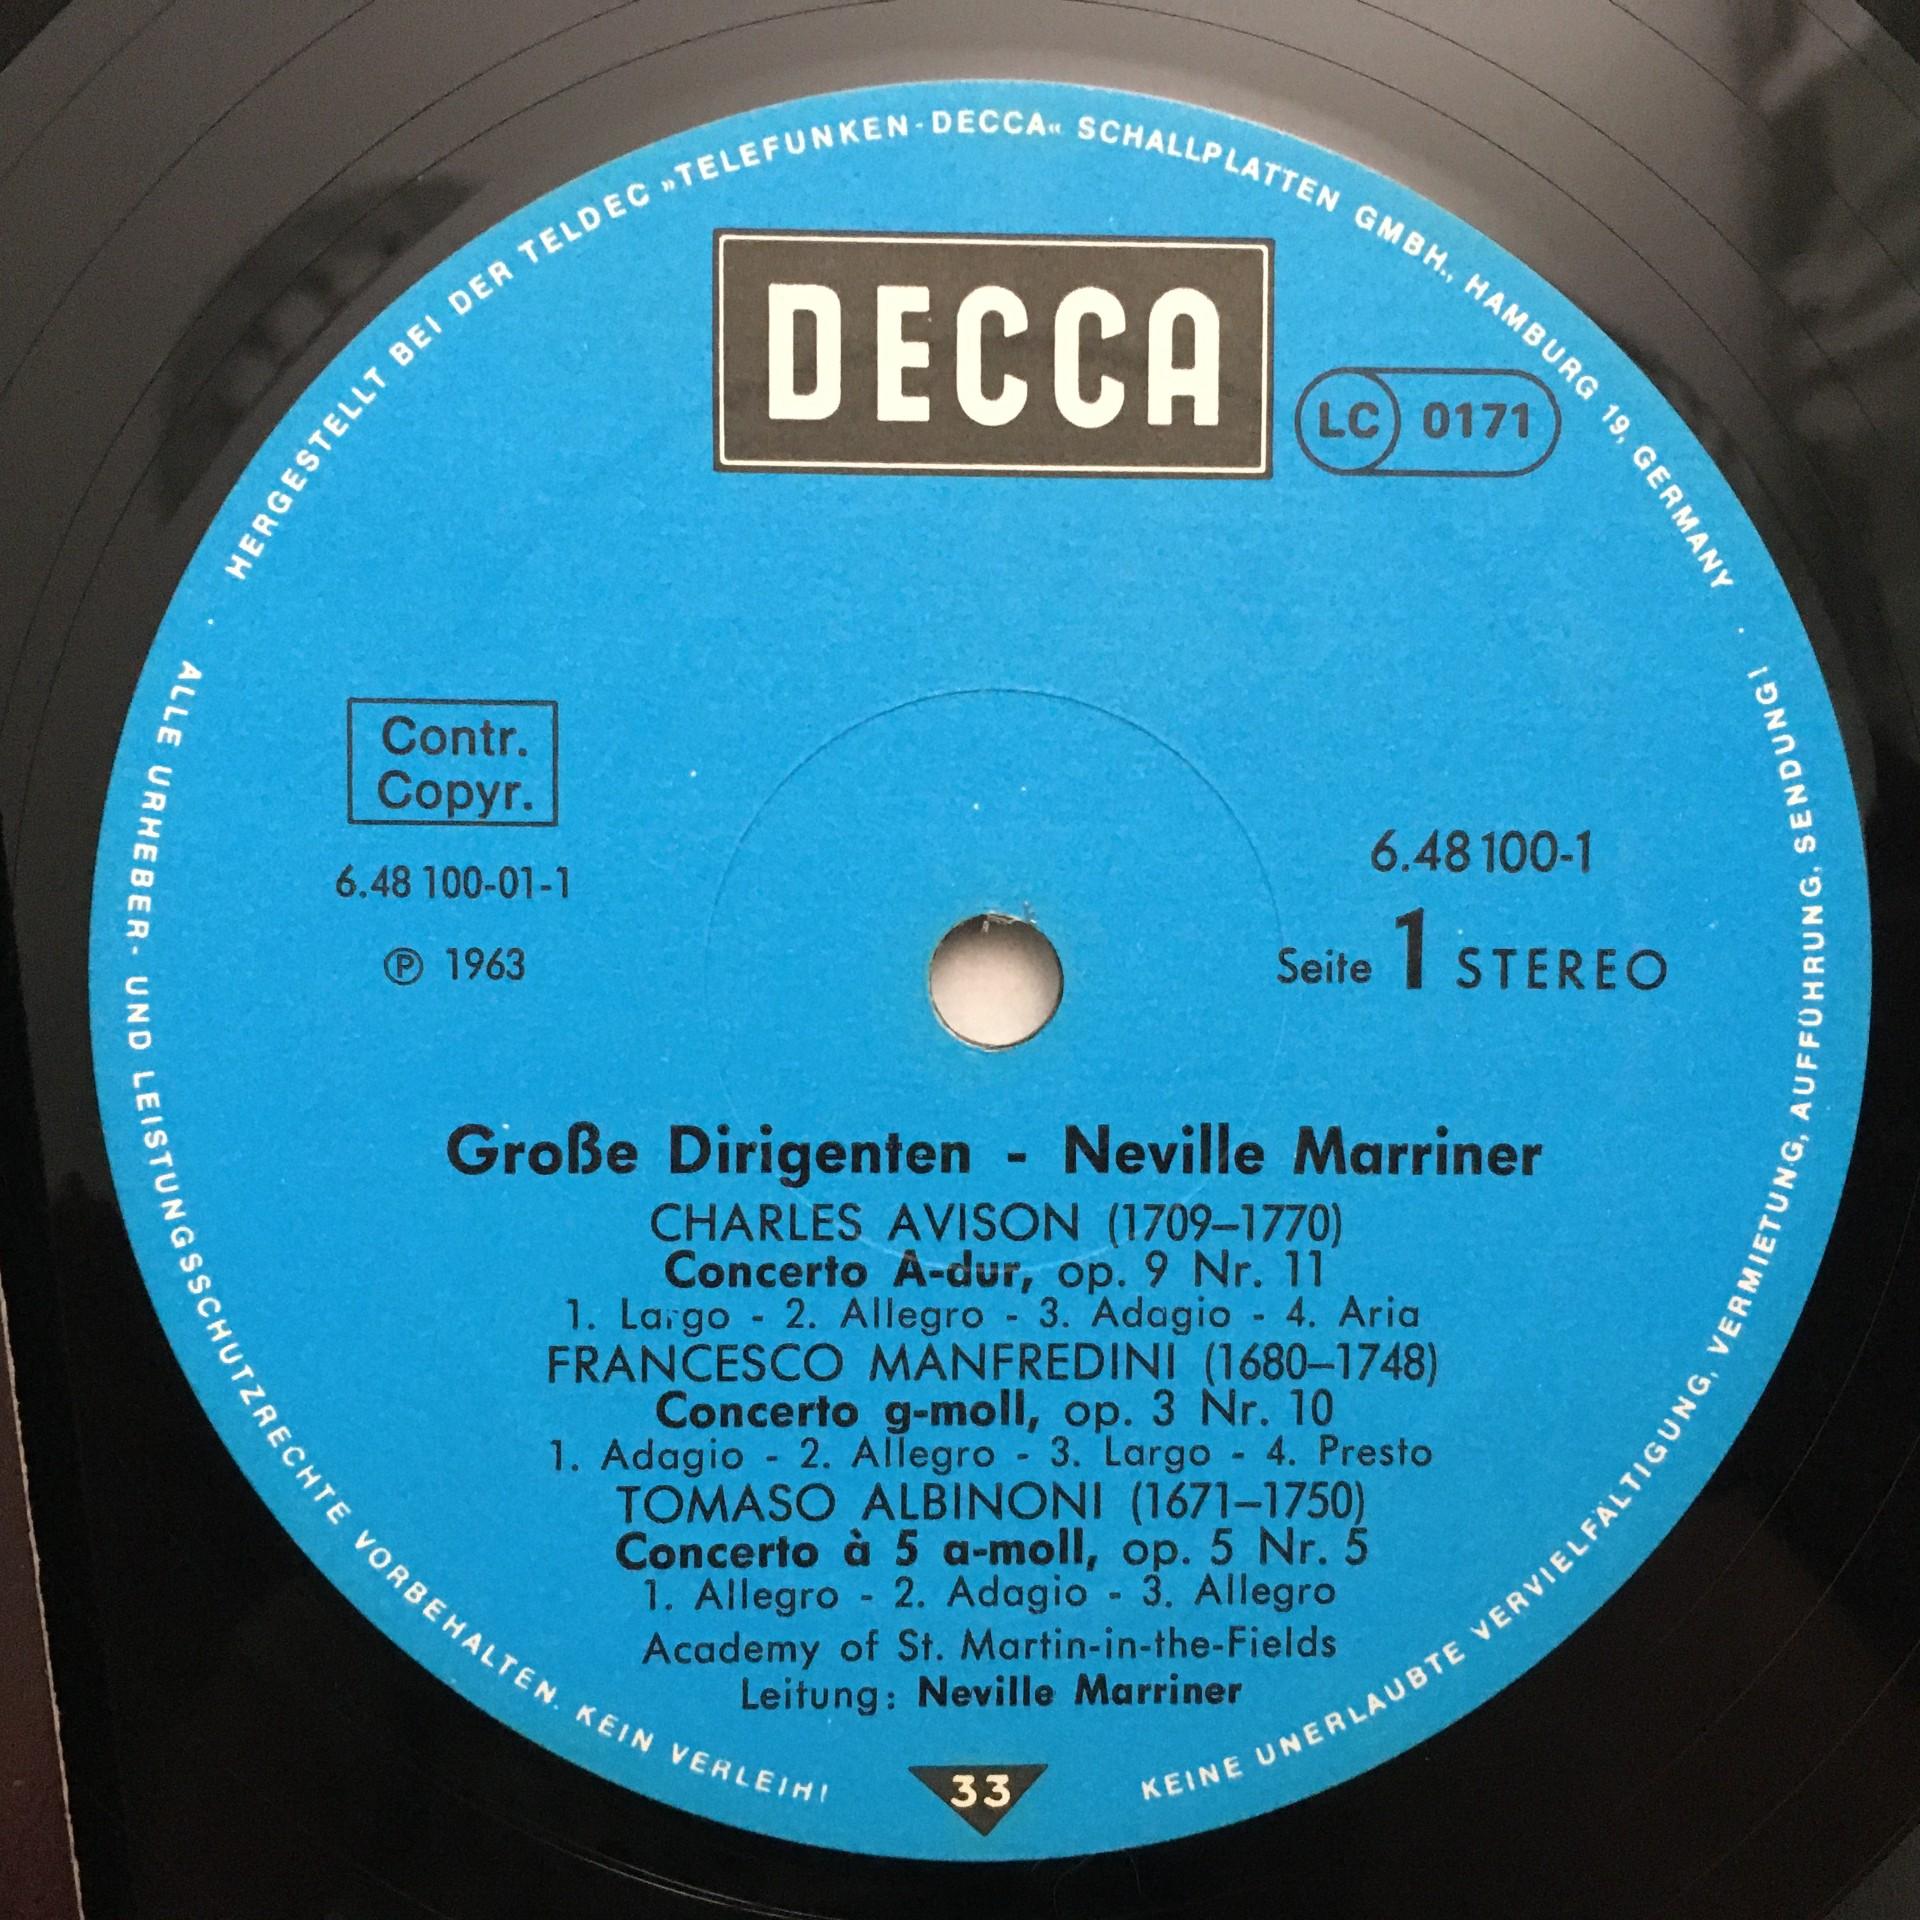 HERGESTELLT BEI DER TELDEC »TELEFUNKEN-DECCA« SCHALLPLATTEN GMBH., HAMBURG 19, GERMANY
DECCA
LC 0171
Contr.
Copyr.
6.48 100-01-1
℗ 1963
6.48100-1
Seite 1 STEREO
Große Dirigenten - Neville Marriner
CHARLES AVISON (1709–1770)
Concerto A-dur, op. 9 Nr. 11
1. Largo - 2. Allegro - 3. Adagio - 4. Aria
FRANCESCO MANFREDINI (1680–1748)
Concerto g-moll, op. 3 Nr. 10
1. Adagio - 2. Allegro - 3. Largo - 4. Presto
TOMASO ALBINONI (1671–1750)
Concerto à 5 a-moll, op. 5 Nr. 5
1. Allegro - 2. Adagio - 3. Allegro
Academy of St. Martin-in-the-Fields
Leitung: Neville Marriner
33
ALLE URHEBER- UND LEISTUNGSSCHUTZRECHTE VORBEHALTEN. KEIN VERLEIH!
KEINE UNERLAUBTE VERVIELFÄLTIGUNG, VERMIETUNG, AUFFÜHRUNG, SENDUNG!